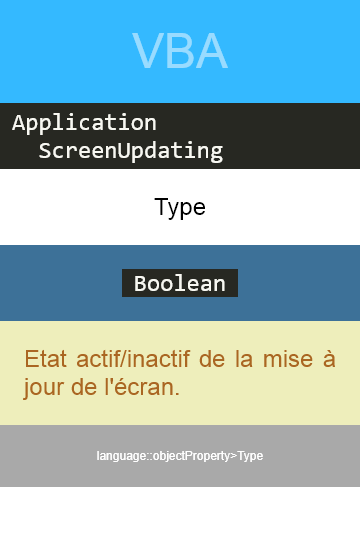 VBA
Application
ScreenUpdating
Type
Boolean
Etat actif/inactif de la mise à
jour de l'écran.
language::objectProperty>Type